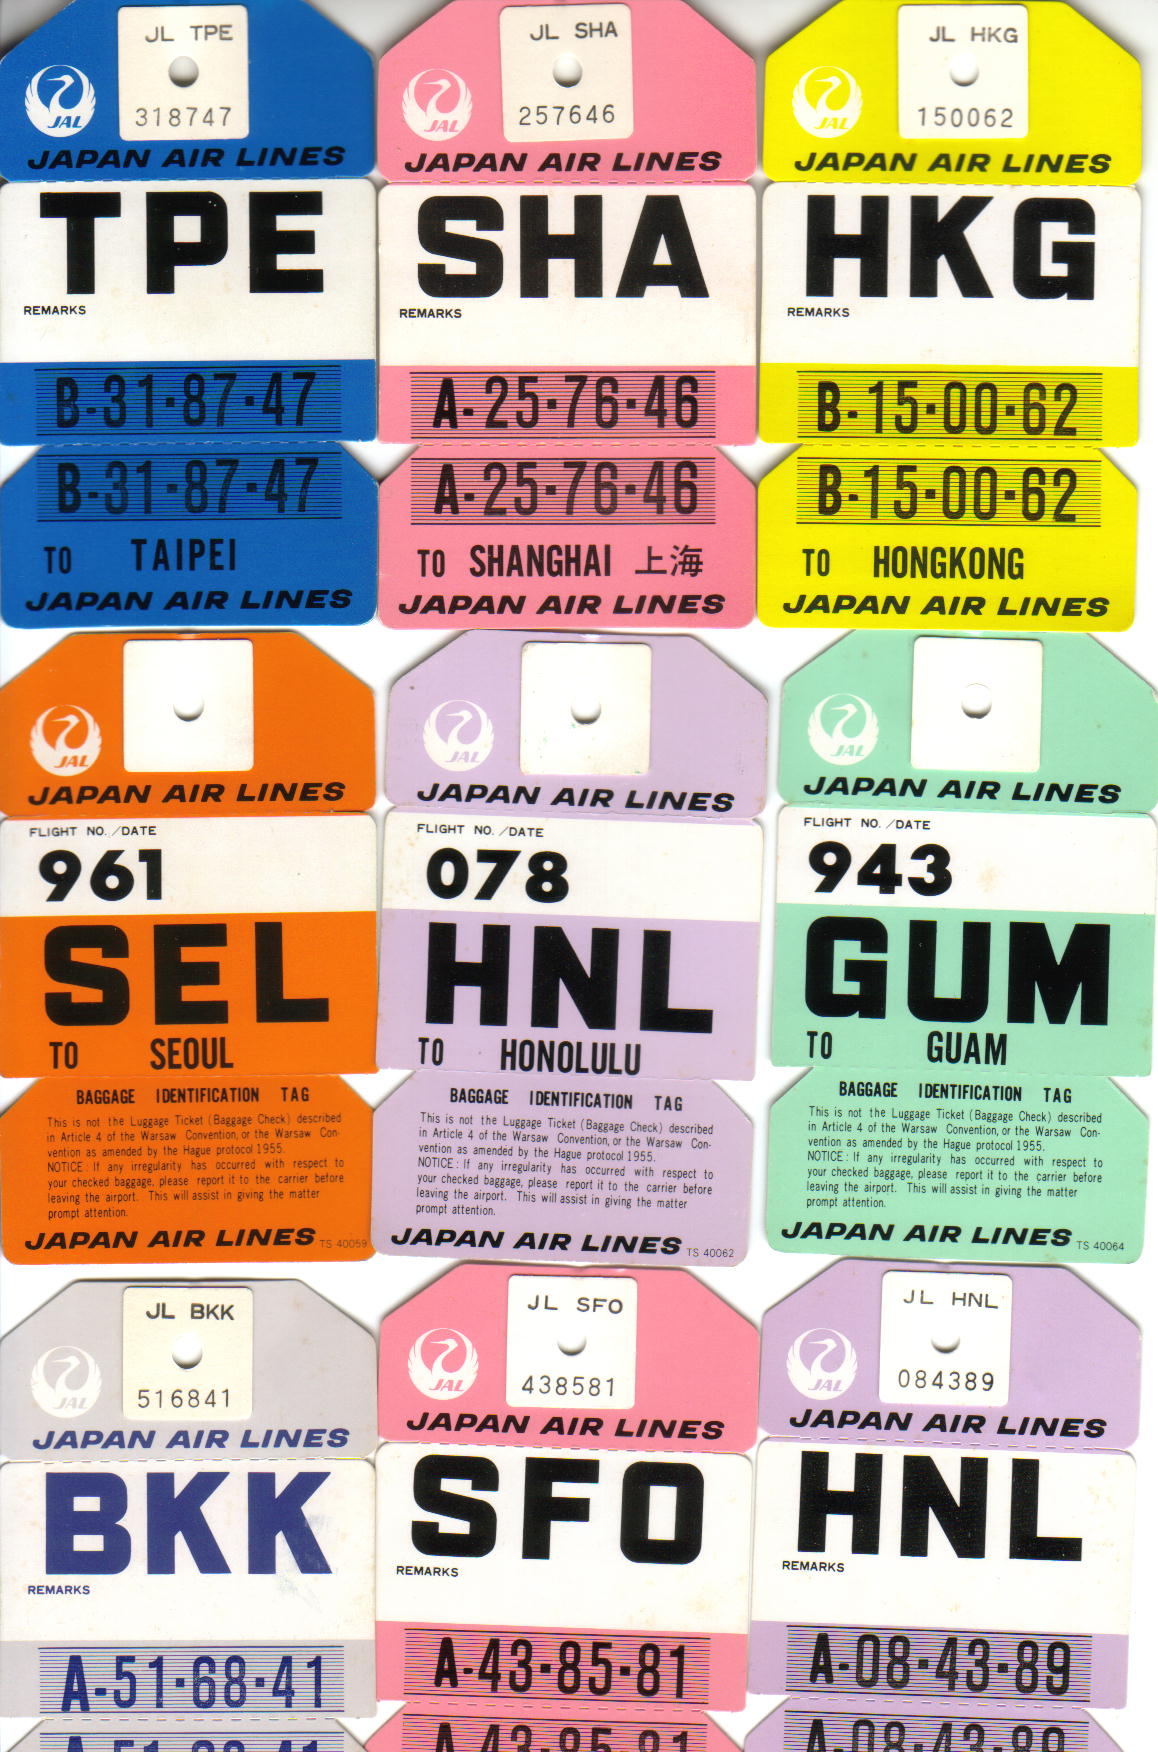 JL TPE
318747
JAL
JAPAN AIR LINES
TPE
REMARKS
B-31·87·47
B-31·87·47
TO TAIPEI
JAPAN AIR LINES
JL SHA
257646
JAL
JAPAN AIR LINES
SHA
REMARKS
A-25·76·46
A-25·76·46
TO SHANGHAI 上海
JAPAN AIR LINES
JL HKG
150062
JAL
JAPAN AIR LINES
HKG
REMARKS
B-15·00·62
B-15·00·62
TO HONGKONG
JAPAN AIR LINES
JAL
JAPAN AIR LINES
FLIGHT NO./DATE
961
SEL
TO SEOUL
BAGGAGE IDENTIFICATION TAG
This is not the Luggage Ticket (Baggage Check) described
in Article 4 of the Warsaw Convention, or the Warsaw Con-
vention as amended by the Hague protocol 1955.
NOTICE: If any irregularity has occurred with respect to
your checked baggage, please report it to the carrier before
leaving the airport. This will assist in giving the matter
prompt attention.
JAPAN AIR LINES TS 40059
JAL
JAPAN AIR LINES
FLIGHT NO./DATE
078
HNL
TO HONOLULU
BAGGAGE IDENTIFICATION TAG
This is not the Luggage Ticket (Baggage Check) described
in Article 4 of the Warsaw Convention, or the Warsaw Con-
vention as amended by the Hague protocol 1955.
NOTICE: If any irregularity has occurred with respect to
your checked baggage, please report it to the carrier before
leaving the airport. This will assist in giving the matter
prompt attention.
JAPAN AIR LINES TS 40062
JAL
JAPAN AIR LINES
FLIGHT NO./DATE
943
GUM
TO GUAM
BAGGAGE IDENTIFICATION TAG
This is not the Luggage Ticket (Baggage Check) described
in Article 4 of the Warsaw Convention, or the Warsaw Con-
vention as amended by the Hague protocol 1955.
NOTICE: If any irregularity has occurred with respect to
your checked baggage, please report it to the carrier before
leaving the airport. This will assist in giving the matter
prompt attention.
JAPAN AIR LINES TS 40064
JL BKK
516841
JAL
JAPAN AIR LINES
BKK
REMARKS
A-51·68·41
A-51·68·41
JL SFO
438581
JAL
JAPAN AIR LINES
SFO
REMARKS
A-43·85·81
A-43·85·81
JL HNL
084389
JAL
JAPAN AIR LINES
HNL
REMARKS
A-08·43·89
A-08·43·89